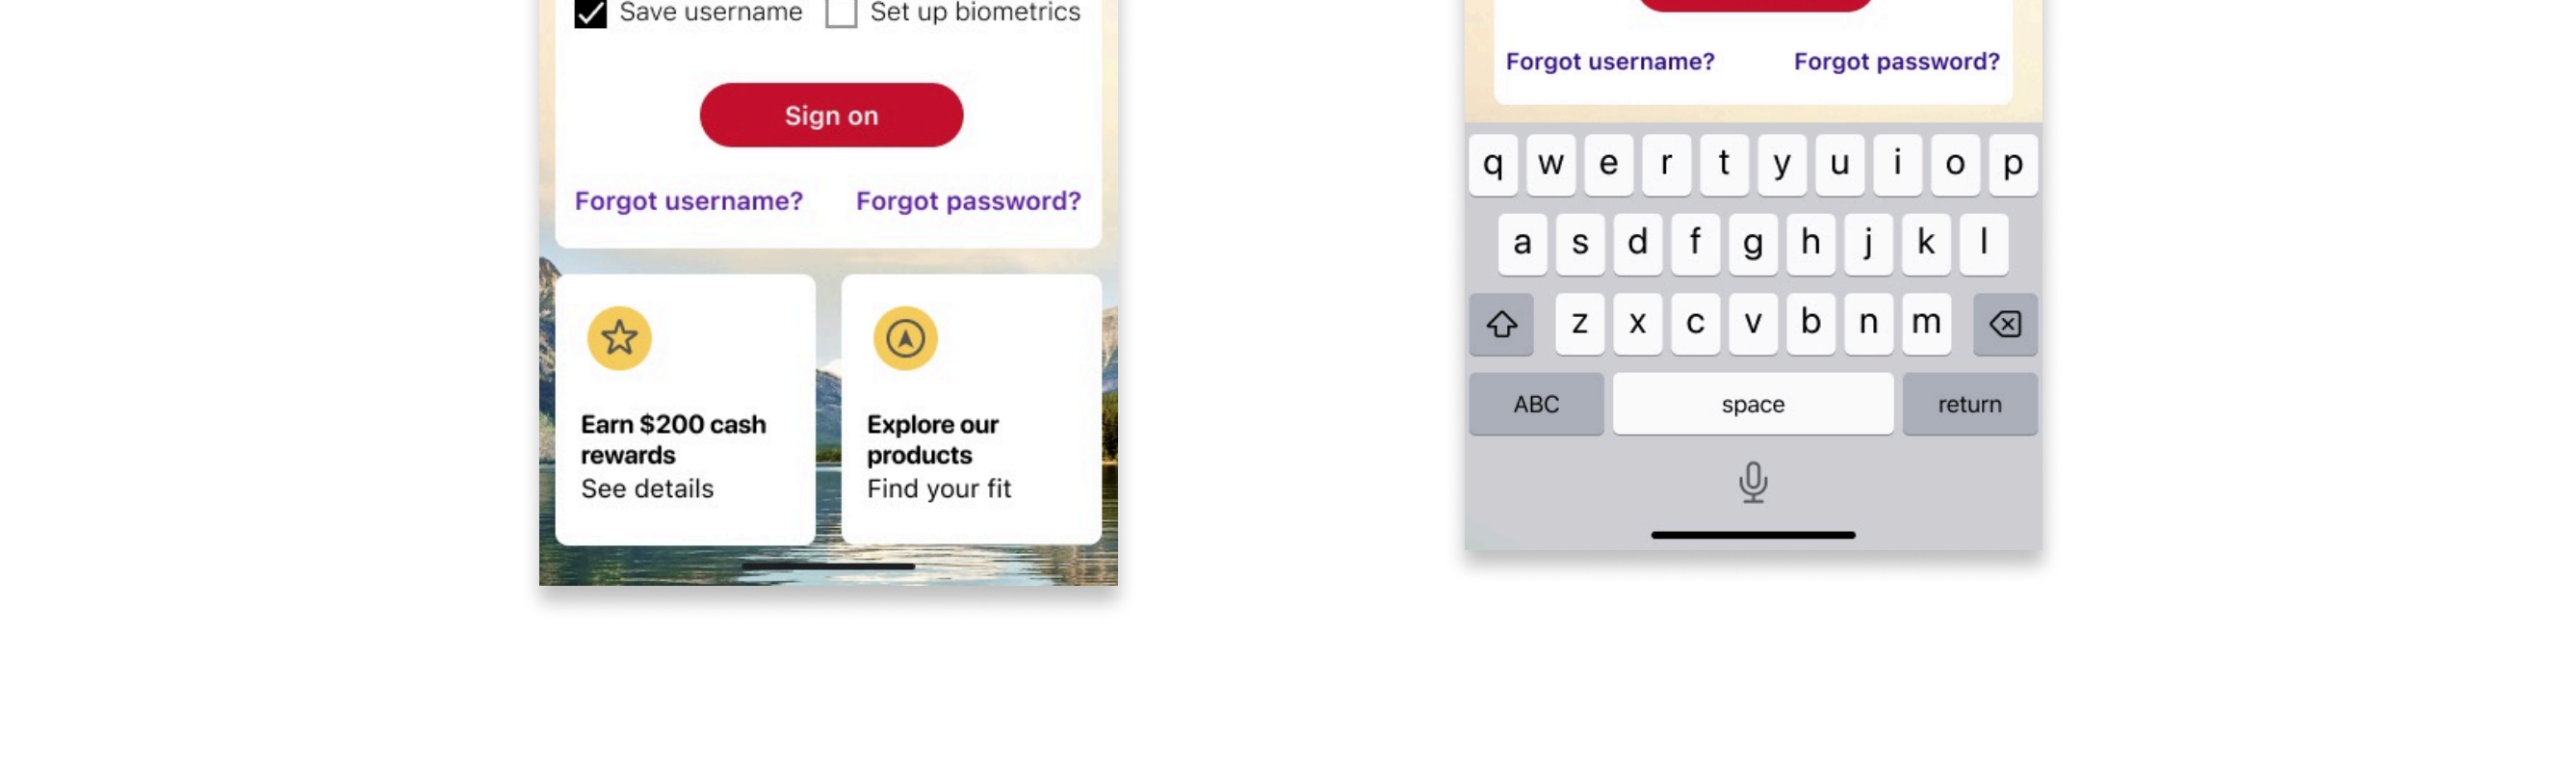 Save username Set up biometrics
Sign on
Forgot username? Forgot password?
Earn $200 cash
rewards
See details
Explore our
products
Find your fit
Forgot username? Forgot password?
q w e r t y u i o p
a s d f g h j k l
z x c v b n m
ABC space return